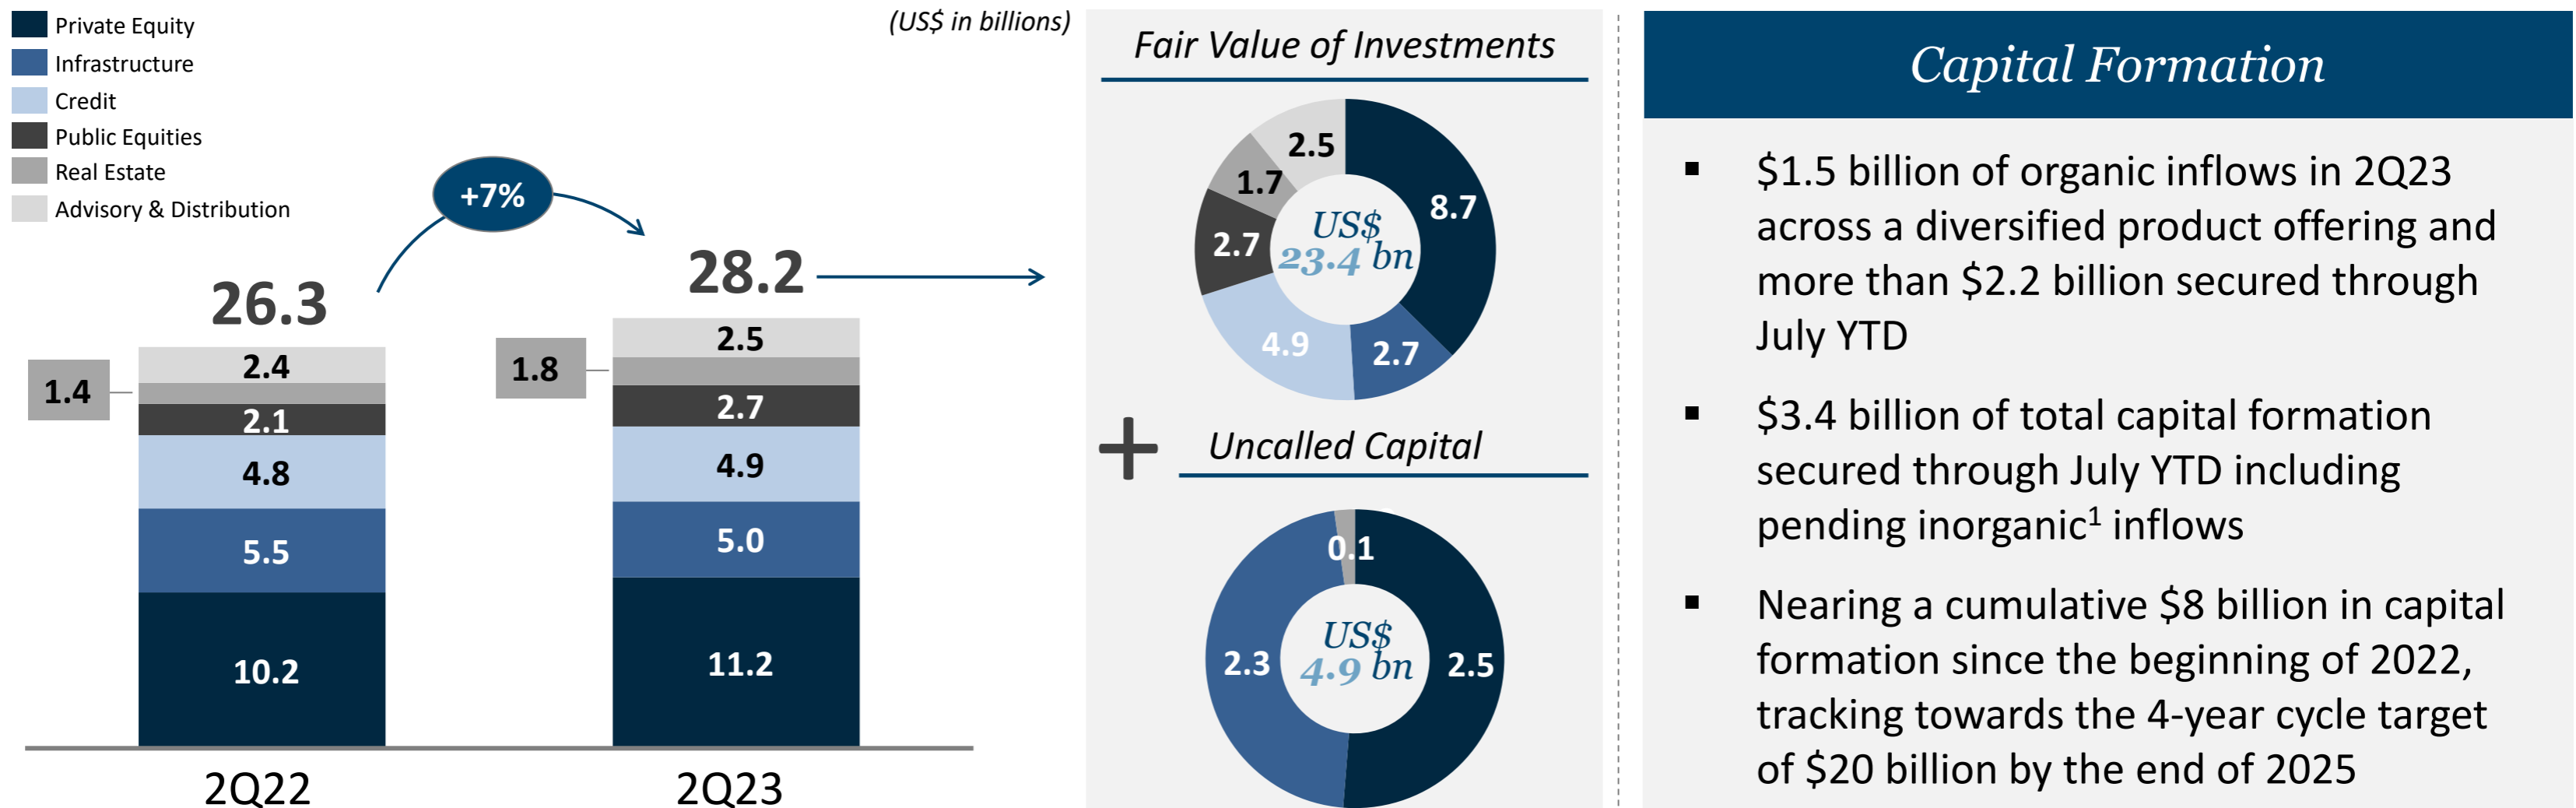 Private Equity
Infrastructure
Credit
Public Equities
Real Estate
Advisory & Distribution
(US$ in billions)
+7%
26.3
2.4
1.4
2.1
4.8
5.5
10.2
2Q22
28.2
2.5
1.8
2.7
4.9
5.0
11.2
2Q23
Fair Value of Investments
2.5
1.7
8.7
2.7
4.9
2.7
US$
23.4 bn
+
Uncalled Capital
0.1
2.3
2.5
US$
4.9 bn
Capital Formation
▪ $1.5 billion of organic inflows in 2Q23
across a diversified product offering and
more than $2.2 billion secured through
July YTD
▪ $3.4 billion of total capital formation
secured through July YTD including
pending inorganic¹ inflows
▪ Nearing a cumulative $8 billion in capital
formation since the beginning of 2022,
tracking towards the 4-year cycle target
of $20 billion by the end of 2025